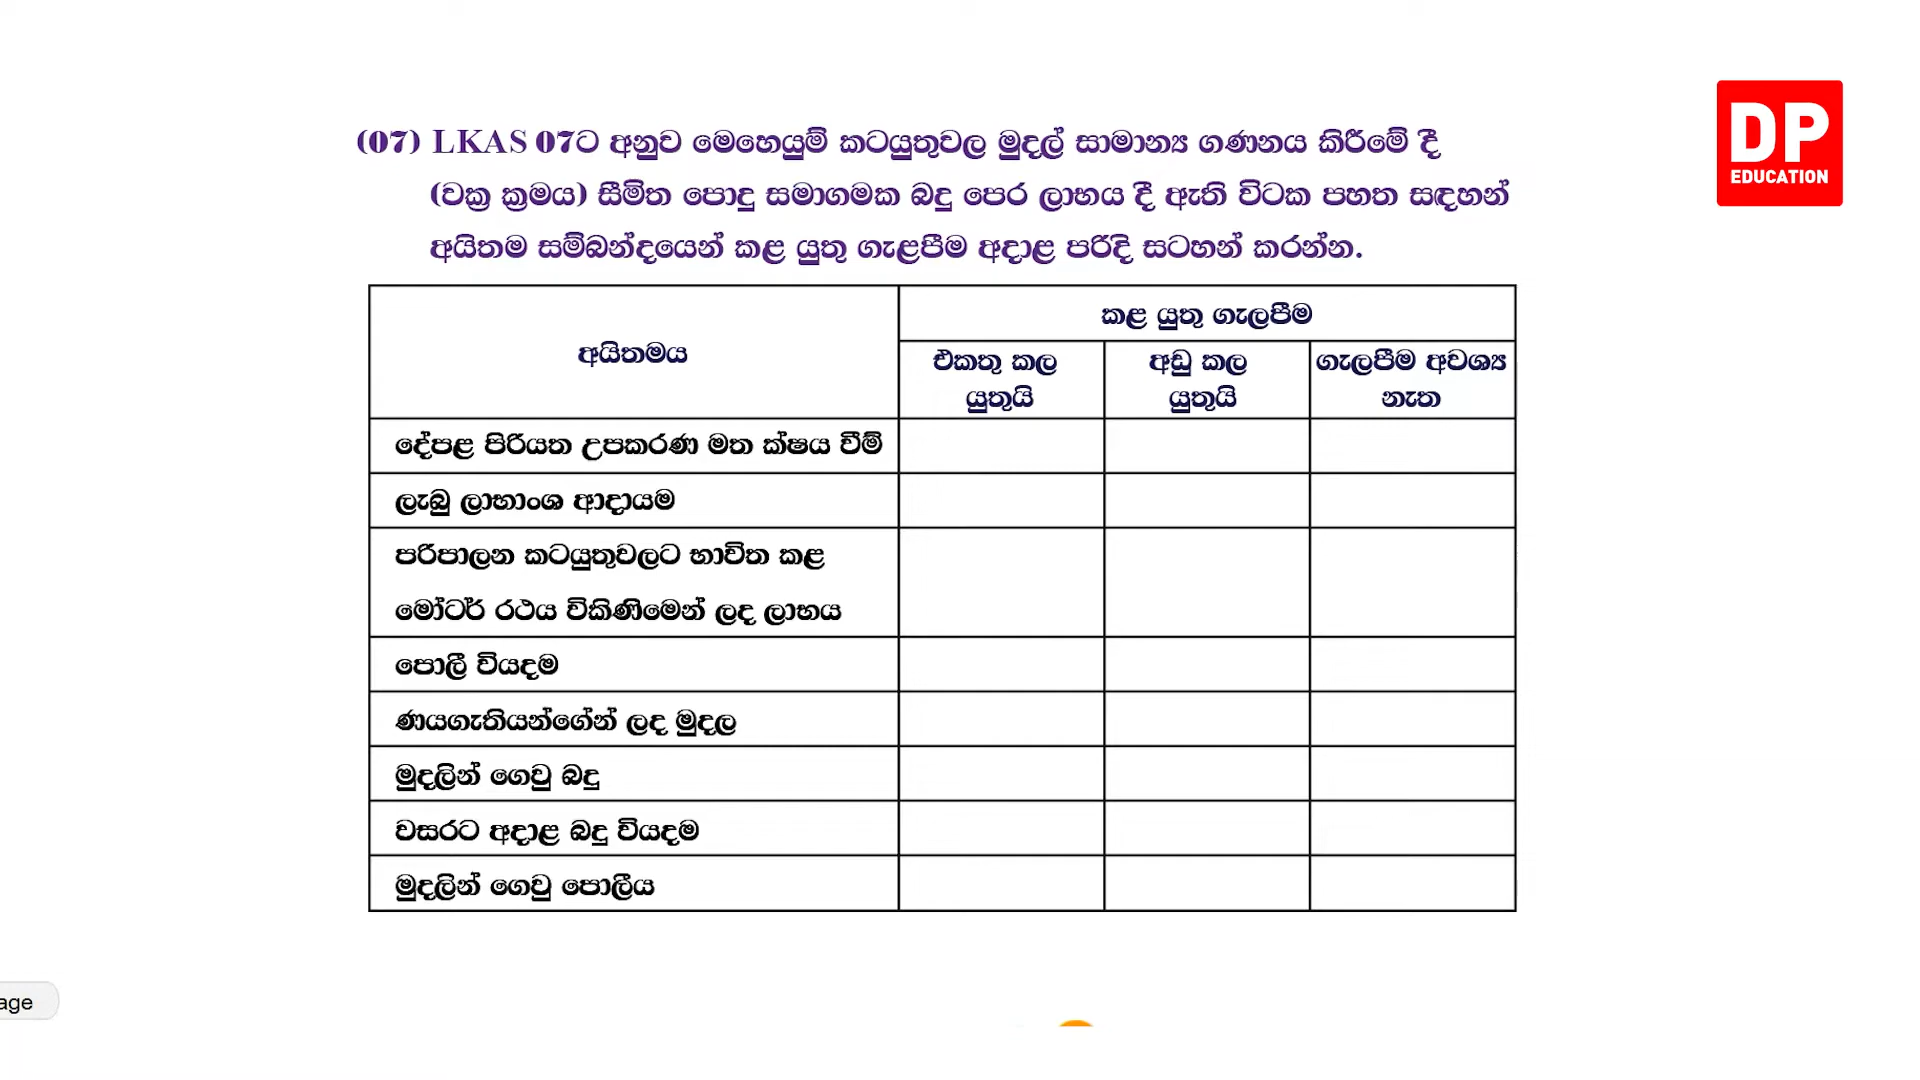 DP
EDUCATION
(07) LKAS 07ට අනුව මෙහෙයුම් කටයුතුවල මුදල් සාමාන්‍ය ගණනය කිරීමේ දී
(වක්‍ර ක්‍රමය) සීමිත පොදු සමාගමක බදු පෙර ලාභය දී ඇති විටක පහත සඳහන්
අයිතම සම්බන්දයෙන් කළ යුතු ගැළපීම අදාළ පරිදි සටහන් කරන්න.
කළ යුතු ගැලපීම
අයිතමය
එකතු කල යුතුයි
අඩු කල යුතුයි
ගැලපීම අවශ්‍ය නැත
දේපළ පිරියත උපකරණ මත ක්ෂය වීම්
ලැබු ලාභාංශ ආදායම
පරිපාලන කටයුතුවලට භාවිත කළ
මෝටර් රථය විකිණිමෙන් ලද ලාභය
පොලී වියදම
ණයගැතියන්ගේන් ලද මුදල
මුදලින් ගෙවු බදු
වසරට අදාළ බදු වියදම
මුදලින් ගෙවු පොලීය
age